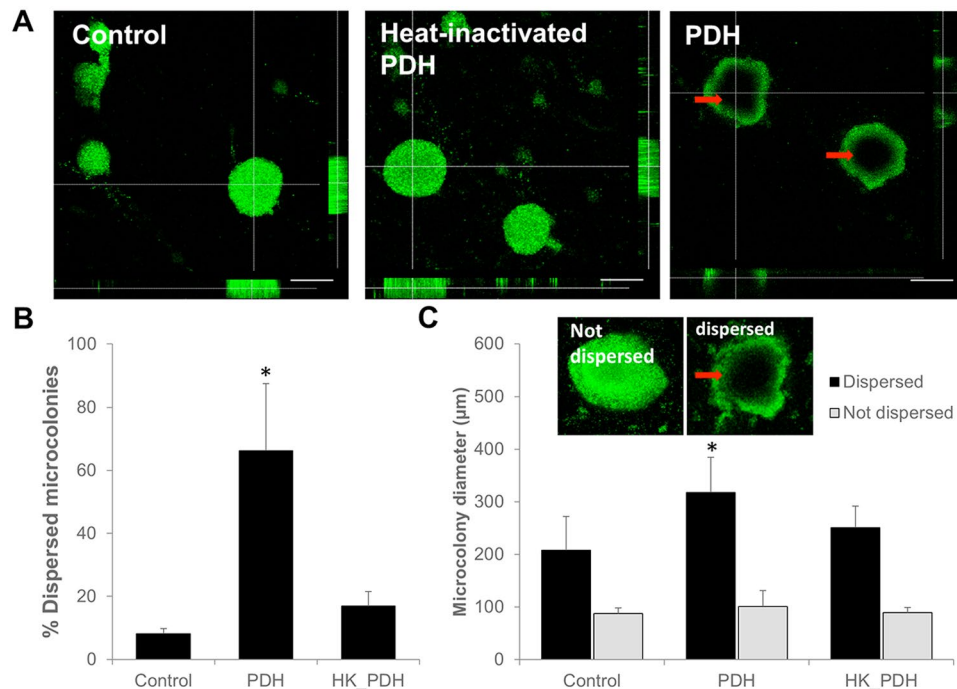 A
Control
Heat-inactivated
PDH
PDH
B
% Dispersed microcolonies
100
80
60
40
20
0
*
Control
PDH
HK_PDH
C
Microcolony diameter (µm)
600
500
400
300
200
100
0
Not
dispersed
dispersed
*
Dispersed
Not dispersed
Control
PDH
HK_PDH